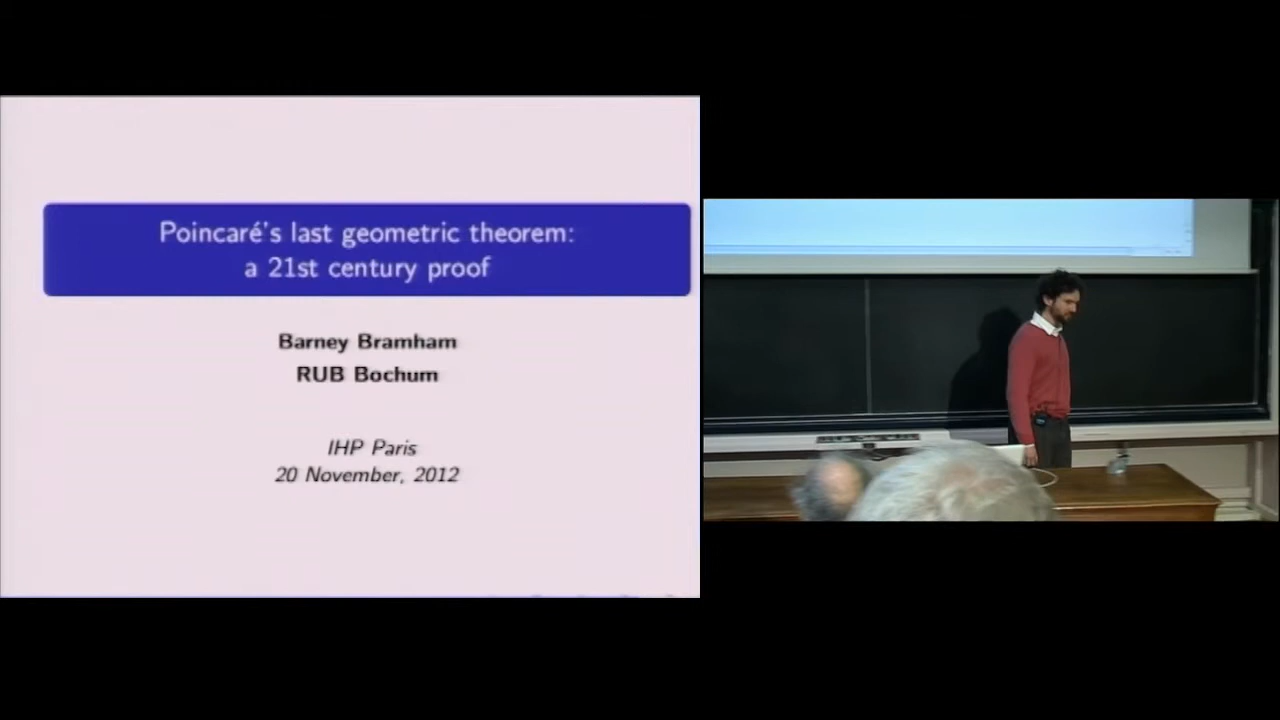 Poincaré's last geometric theorem:
a 21st century proof
Barney Bramham
RUB Bochum
IHP Paris
20 November, 2012